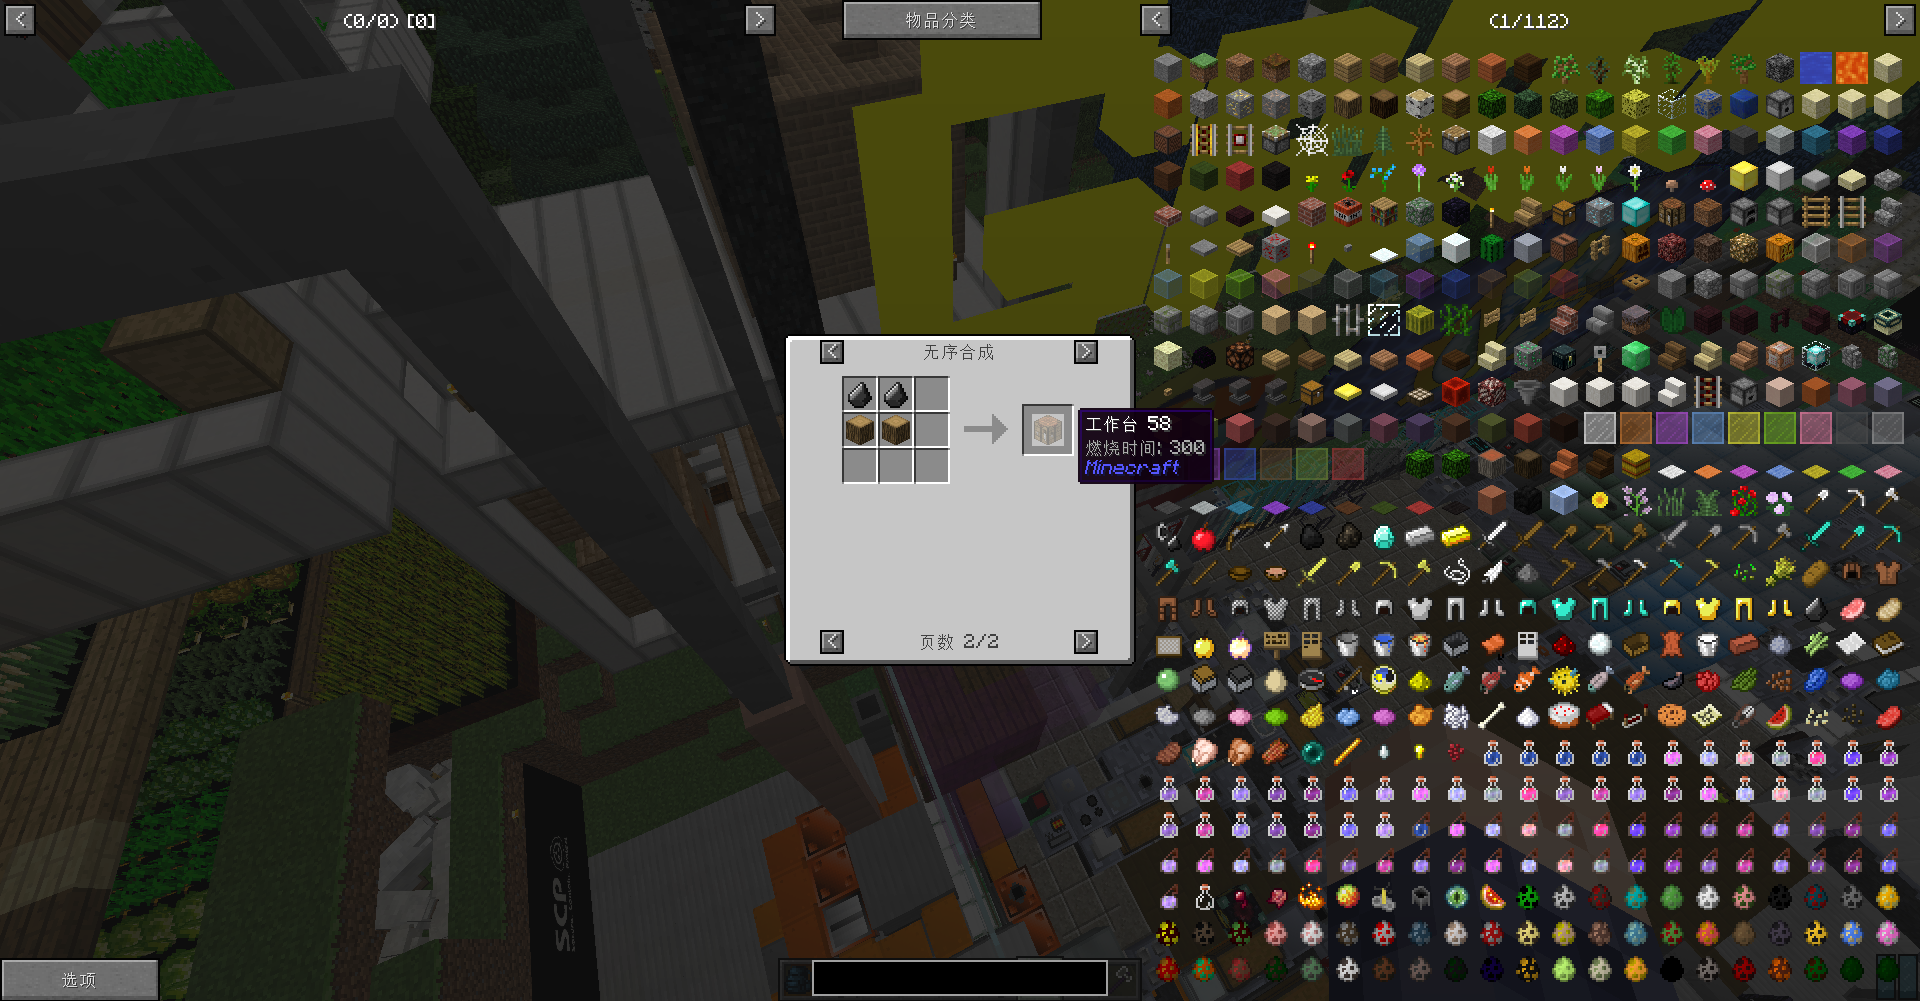 (0/0) [0]
物品分类
(1/112)
无序合成
工作台 58
燃烧时间: 300
Minecraft
页数 2/2
SCP
选项